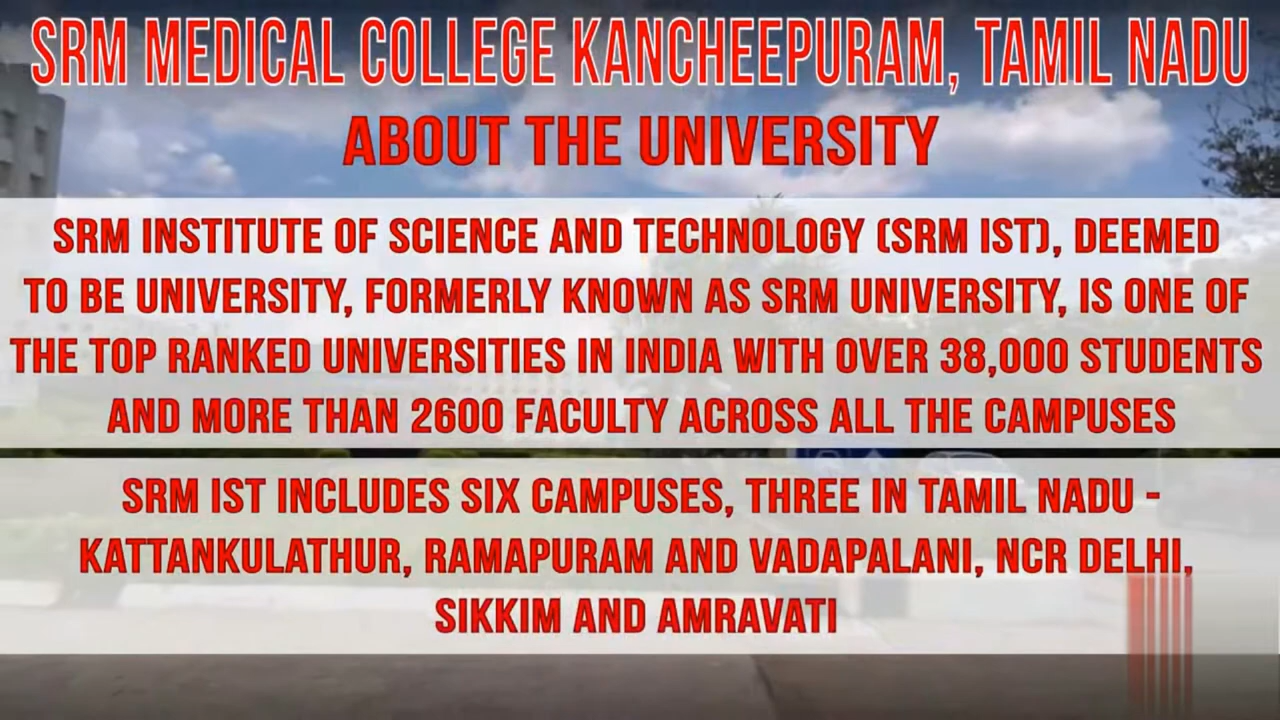 SRM MEDICAL COLLEGE KANCHEEPURAM, TAMIL NADU
ABOUT THE UNIVERSITY
SRM INSTITUTE OF SCIENCE AND TECHNOLOGY (SRM IST), DEEMED
TO BE UNIVERSITY, FORMERLY KNOWN AS SRM UNIVERSITY, IS ONE OF
THE TOP RANKED UNIVERSITIES IN INDIA WITH OVER 38,000 STUDENTS
AND MORE THAN 2600 FACULTY ACROSS ALL THE CAMPUSES
SRM IST INCLUDES SIX CAMPUSES, THREE IN TAMIL NADU -
KATTANKULATHUR, RAMAPURAM AND VADAPALANI, NCR DELHI,
SIKKIM AND AMRAVATI